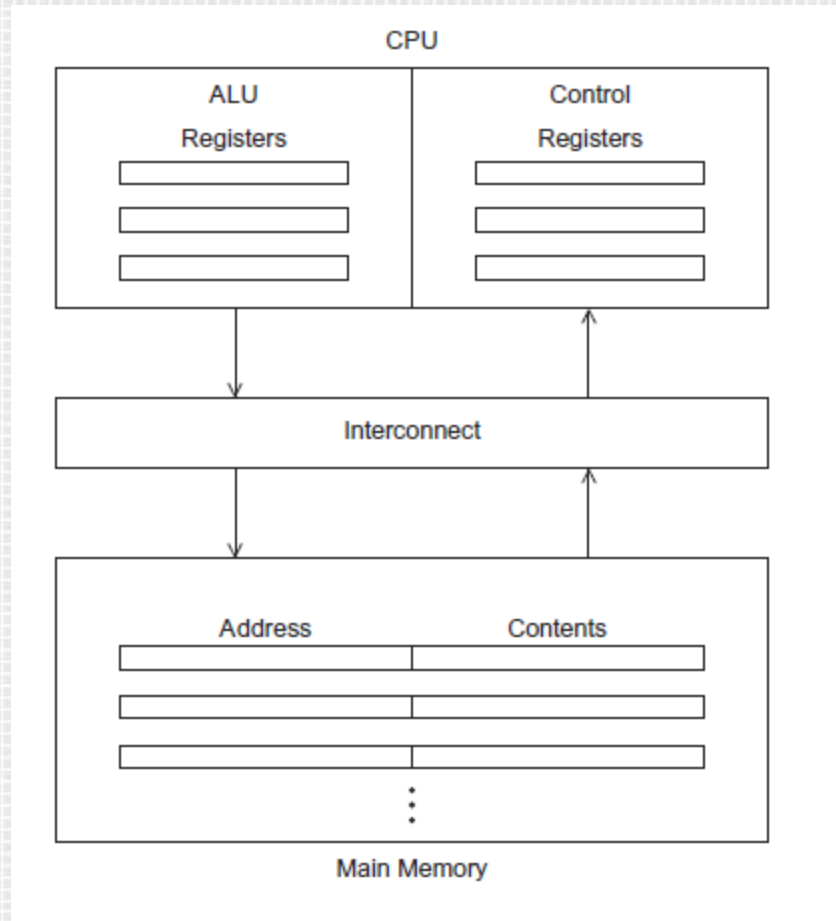 CPU
ALU Control
Registers Registers
Interconnect
Address Contents
Main Memory